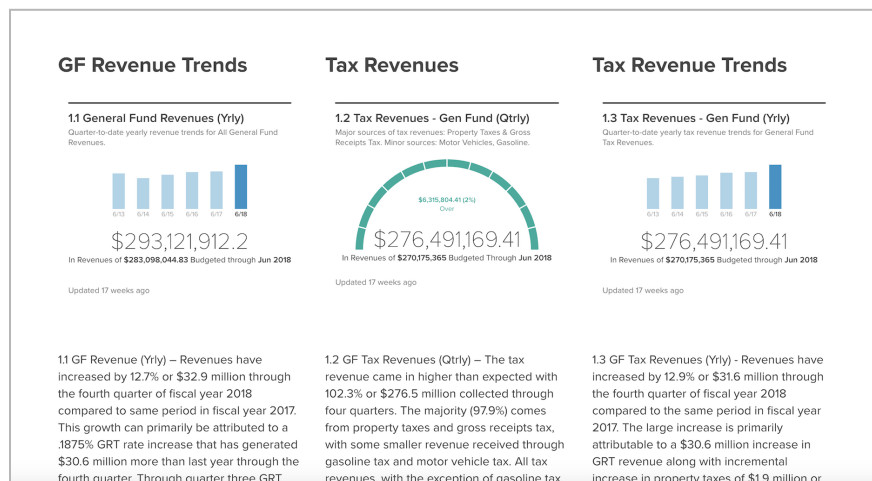 GF Revenue Trends
1.1 General Fund Revenues (Yrly)
Quarter-to-date yearly revenue trends for All General Fund
Revenues.
6/13 6/14 6/15 6/16 6/17 6/18
$293,121,912.2
In Revenues of $283,098,044.83 Budgeted through Jun 2018
Updated 17 weeks ago
1.1 GF Revenue (Yrly) – Revenues have
increased by 12.7% or $32.9 million through
the fourth quarter of fiscal year 2018
compared to same period in fiscal year 2017.
This growth can primarily be attributed to a
.1875% GRT rate increase that has generated
$30.6 million more than last year through the
fourth quarter. Through quarter three GRT
Tax Revenues
1.2 Tax Revenues - Gen Fund (Qtrly)
Major sources of tax revenues: Property Taxes & Gross
Receipts Tax. Minor sources: Motor Vehicles, Gasoline.
$6,315,804.41 (2%)
Over
$276,491,169.41
In Revenues of $270,175,365 Budgeted Through Jun 2018
Updated 17 weeks ago
1.2 GF Tax Revenues (Qtrly) – The tax
revenue came in higher than expected with
102.3% or $276.5 million collected through
four quarters. The majority (97.9%) comes
from property taxes and gross receipts tax,
with some smaller revenue received through
gasoline tax and motor vehicle tax. All tax
revenues, with the exception of gasoline tax
Tax Revenue Trends
1.3 Tax Revenues - Gen Fund (Yrly)
Quarter-to-date yearly tax revenue trends for General Fund
Tax Revenues.
6/13 6/14 6/15 6/16 6/17 6/18
$276,491,169.41
In Revenues of $270,175,365 Budgeted through Jun 2018
Updated 17 weeks ago
1.3 GF Tax Revenues (Yrly) - Revenues have
increased by 12.9% or $31.6 million through
the fourth quarter of fiscal year 2018
compared to the same period in fiscal year
2017. The large increase is primarily
attributable to a $30.6 million increase in
GRT revenue along with incremental
increase in property taxes of $1.9 million or